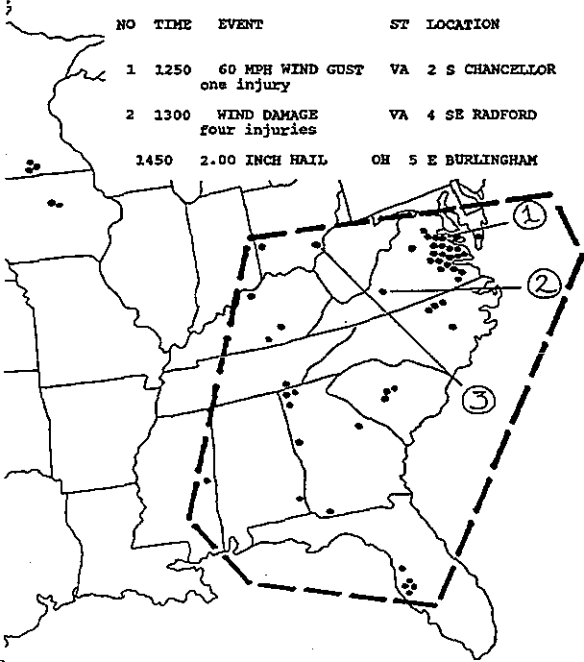 NO TIME EVENT ST LOCATION
1 1250 60 MPH WIND GUST VA 2 S CHANCELLOR
one injury
2 1300 WIND DAMAGE VA 4 SE RADFORD
four injuries
1450 2.00 INCH HAIL OH 5 E BURLINGHAM
1
2
3